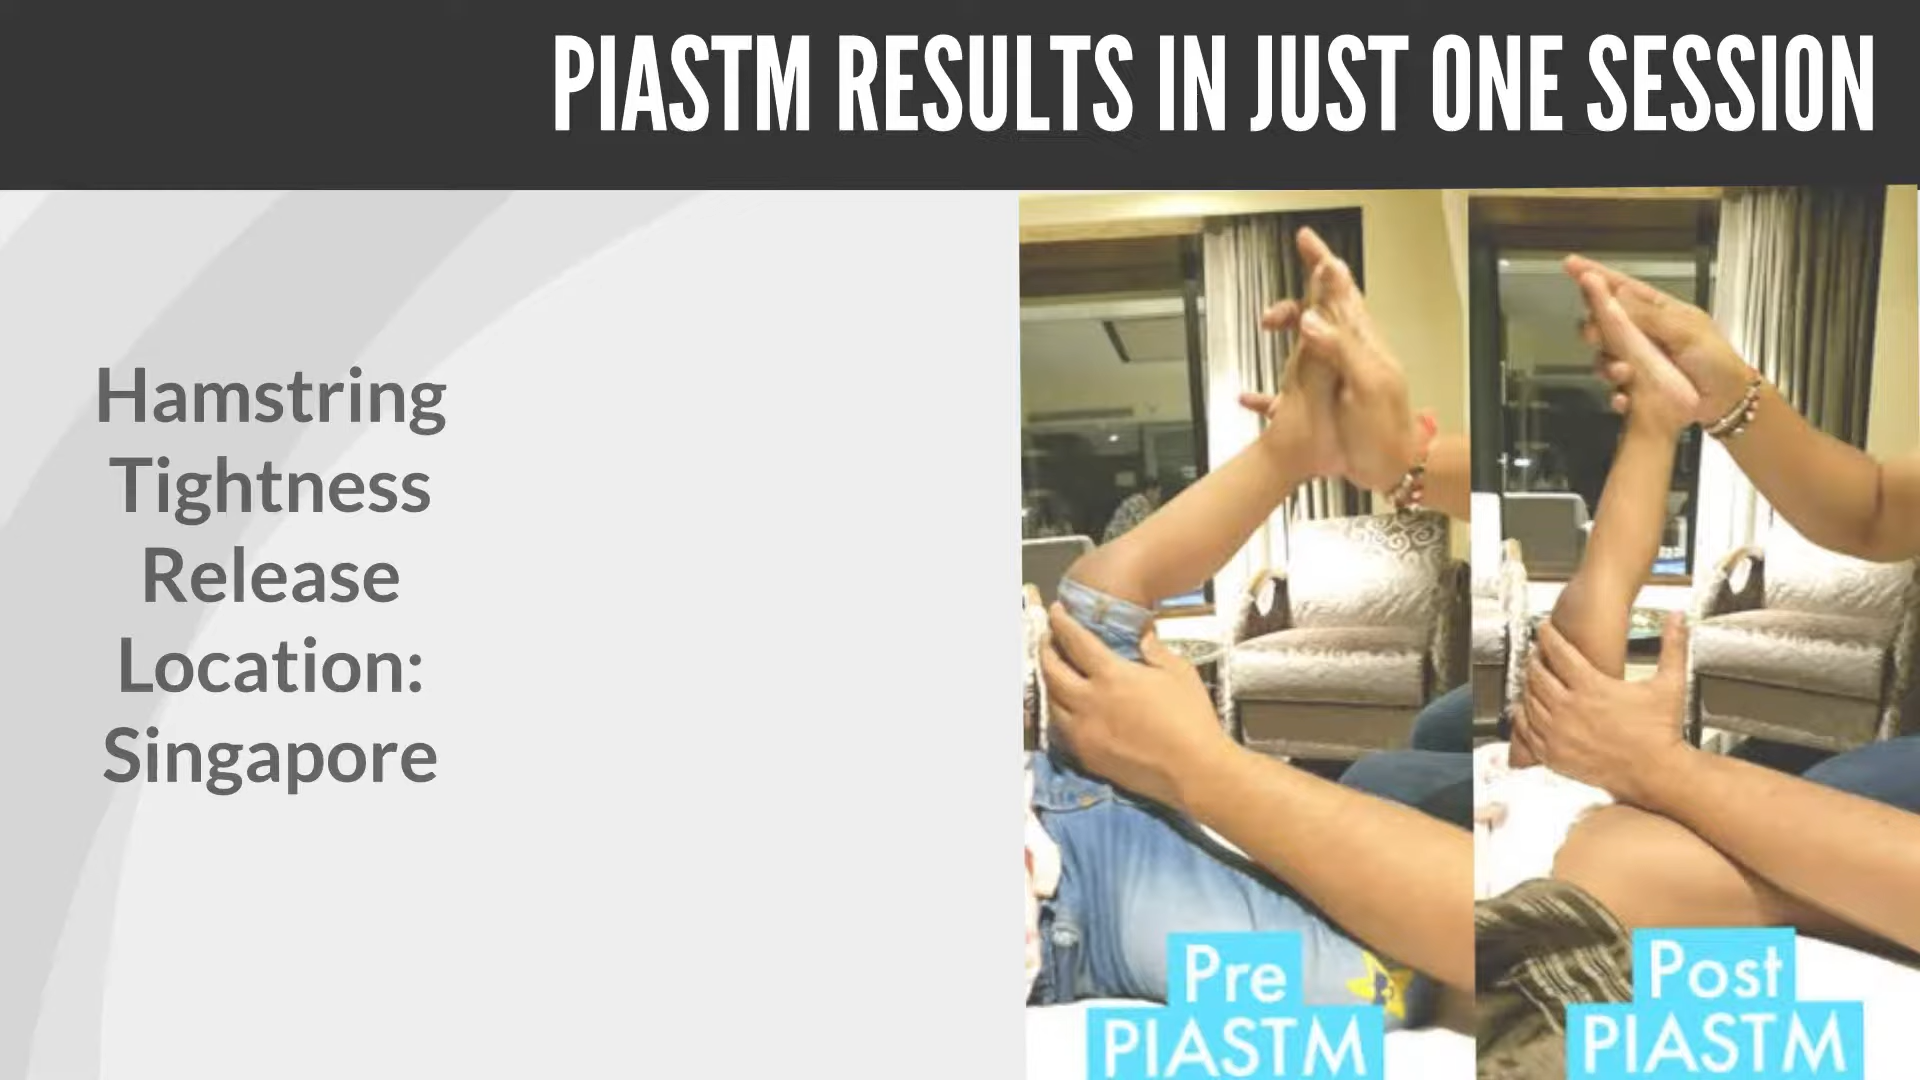 PIASTM RESULTS IN JUST ONE SESSION
Hamstring
Tightness
Release
Location:
Singapore
Pre
PIASTM
Post
PIASTM